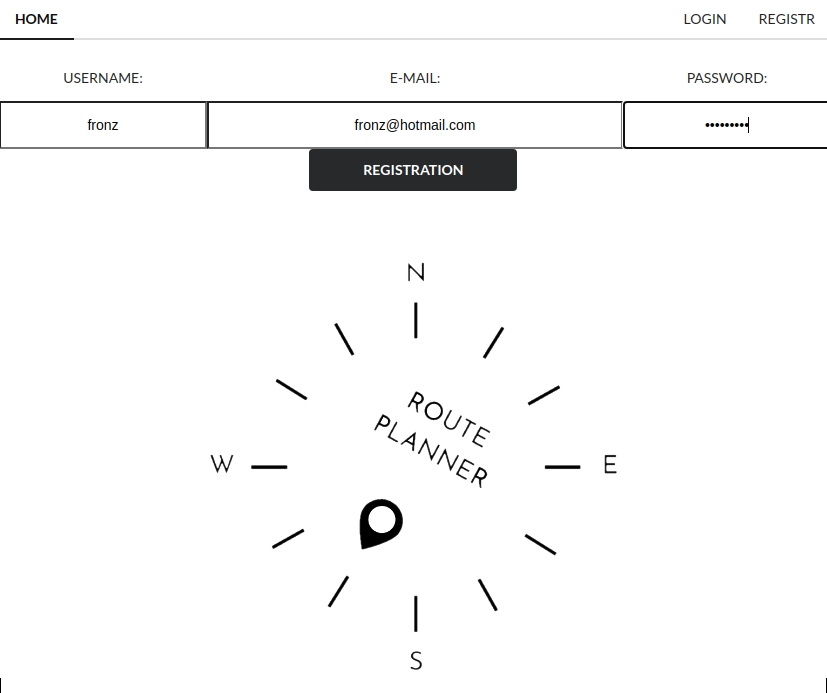 HOME LOGIN REGISTR
USERNAME: E-MAIL: PASSWORD:
fronz fronz@hotmail.com •••••••••
REGISTRATION
N
ROUTE
PLANNER
W E
S